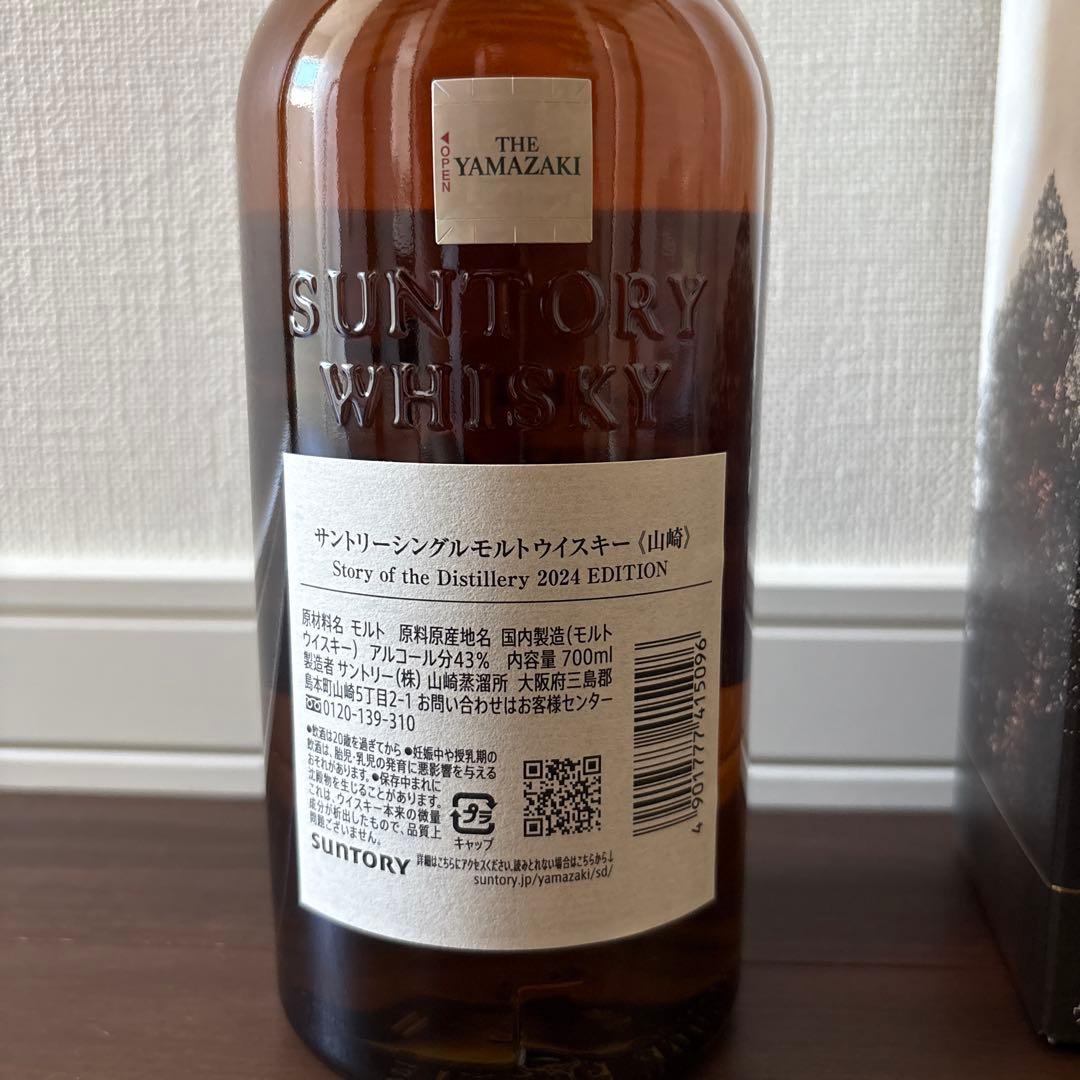 THE
YAMAZAKI
OPEN
SUNTORY
WHISKY
サントリーシングルモルトウイスキー《山崎》
Story of the Distillery 2024 EDITION
原材料名 モルト 原料原産地名 国内製造(モルト
ウイスキー) アルコール分43% 内容量 700ml
製造者 サントリー(株) 山崎蒸溜所 大阪府三島郡
島本町山崎5丁目2-1 お問い合わせはお客様センター
0120-139-310
●飲酒は20歳を過ぎてから ●妊娠中や授乳期の
飲酒は、胎児・乳児の発育に悪影響を与える
おそれがあります。●保存中まれに
沈殿物を生じることがあります。
これは、ウイスキー本来の微量
成分が析出したもので、品質上
問題ございません。
プラ
キャップ
SUNTORY
詳細はこちらにアクセスください。読みとれない場合はこちらから↓
suntory.jp/yamazaki/sd/
4901777415096